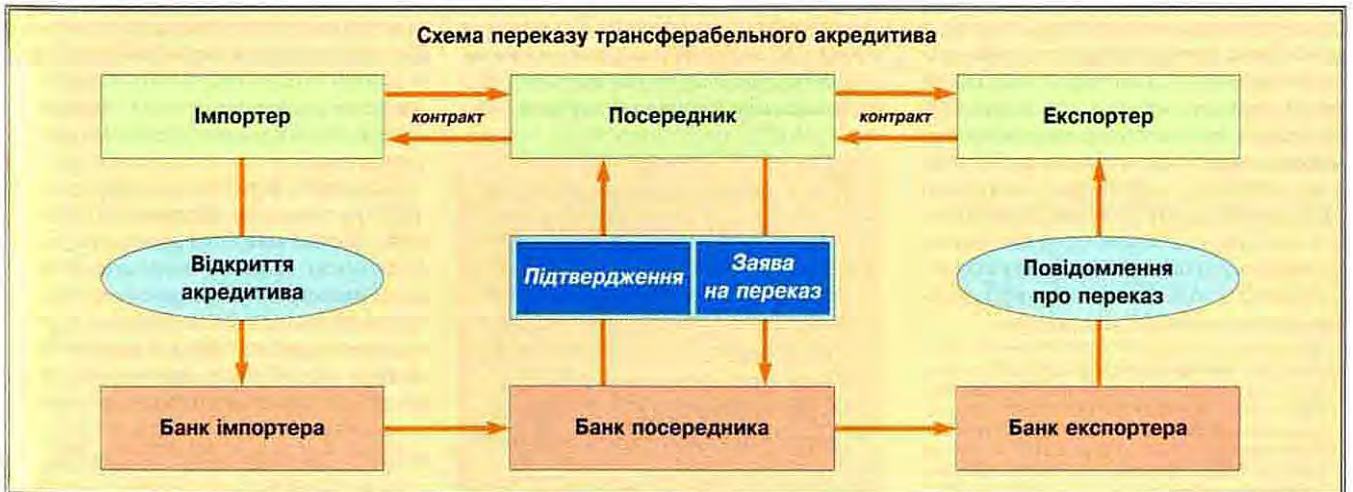 Схема переказу трансферабельного акредитива
Імпортер
контракт
Посередник
контракт
Експортер
Відкриття
акредитива
Підтвердження
Заява
на переказ
Повідомлення
про переказ
Банк імпортера
Банк посередника
Банк експортера